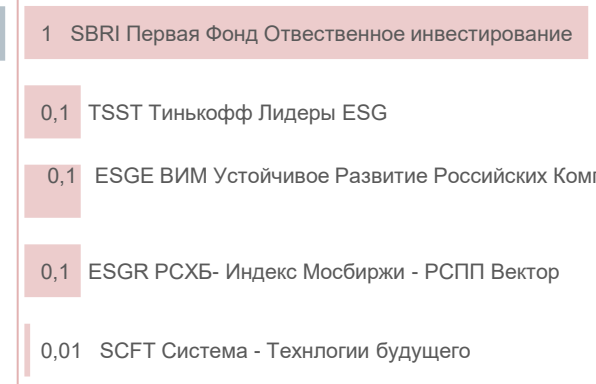 1 SBRI Первая Фонд Отвественное инвестирование
0,1 TSST Тинькофф Лидеры ESG
0,1 ESGE ВИМ Устойчивое Развитие Российских
0,1 ESGR РСХБ- Индекс Мосбиржи - РСПП Вектор
0,01 SCFT Система - Технлогии будущего